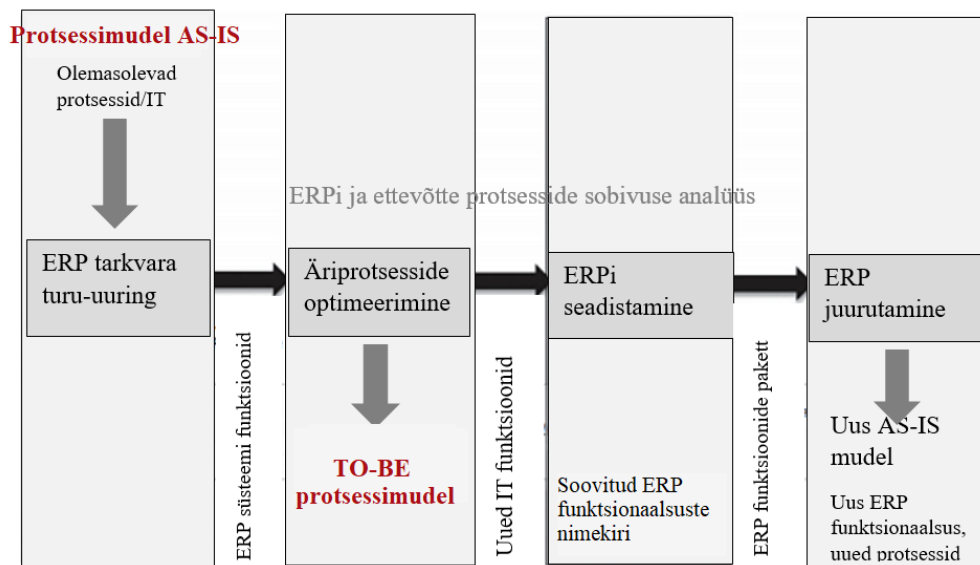 Protsessimudel AS-IS
Olemasolevad
protsessid/IT
ERPi ja ettevõtte protsesside sobivuse analüüs
ERP tarkvara
turu-uuring
ERP süsteemi funktsioonid
Äriprotsesside
optimeerimine
TO-BE
protsessimudel
Uued IT funktsioonid
ERPi
seadistamine
Soovitud ERP
funktsionaalsuste
nimekiri
ERP funktsioonide pakett
ERP
juurutamine
Uus AS-IS
mudel
Uus ERP
funktsionaalsus,
uued protsessid